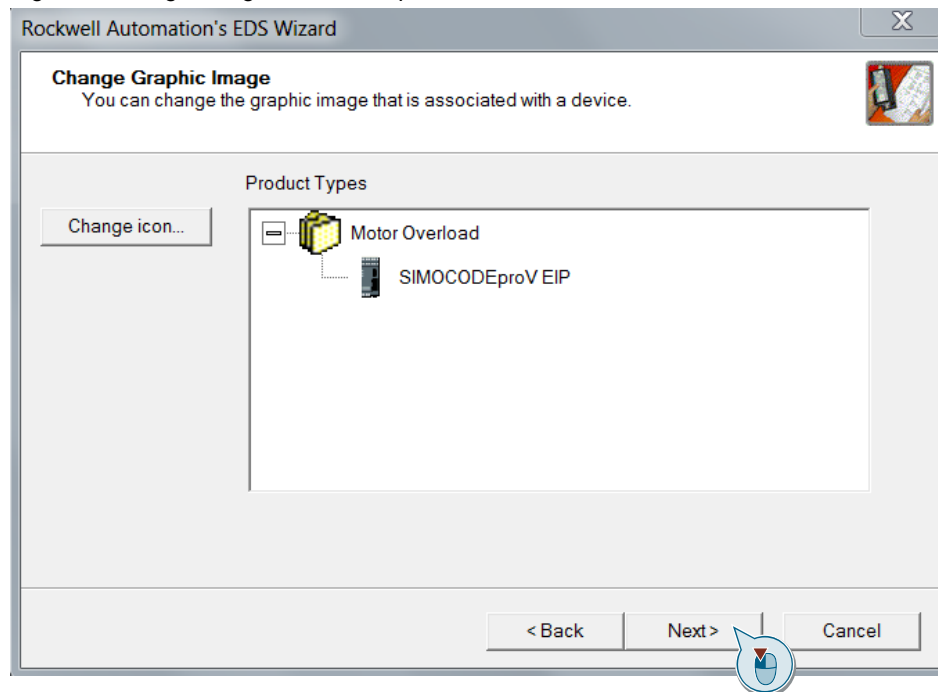 Rockwell Automation's EDS Wizard
Change Graphic Image
You can change the graphic image that is associated with a device.
Product Types
Change icon...
Motor Overload
SIMOCODEproV EIP
< Back
Next >
Cancel